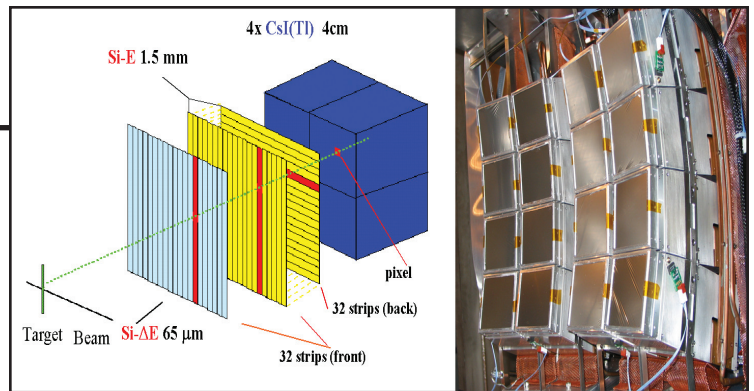 4x CsI(Tl) 4cm
Si-E 1.5 mm
pixel
32 strips (back)
Target
Beam
Si-ΔE 65 μm
32 strips (front)